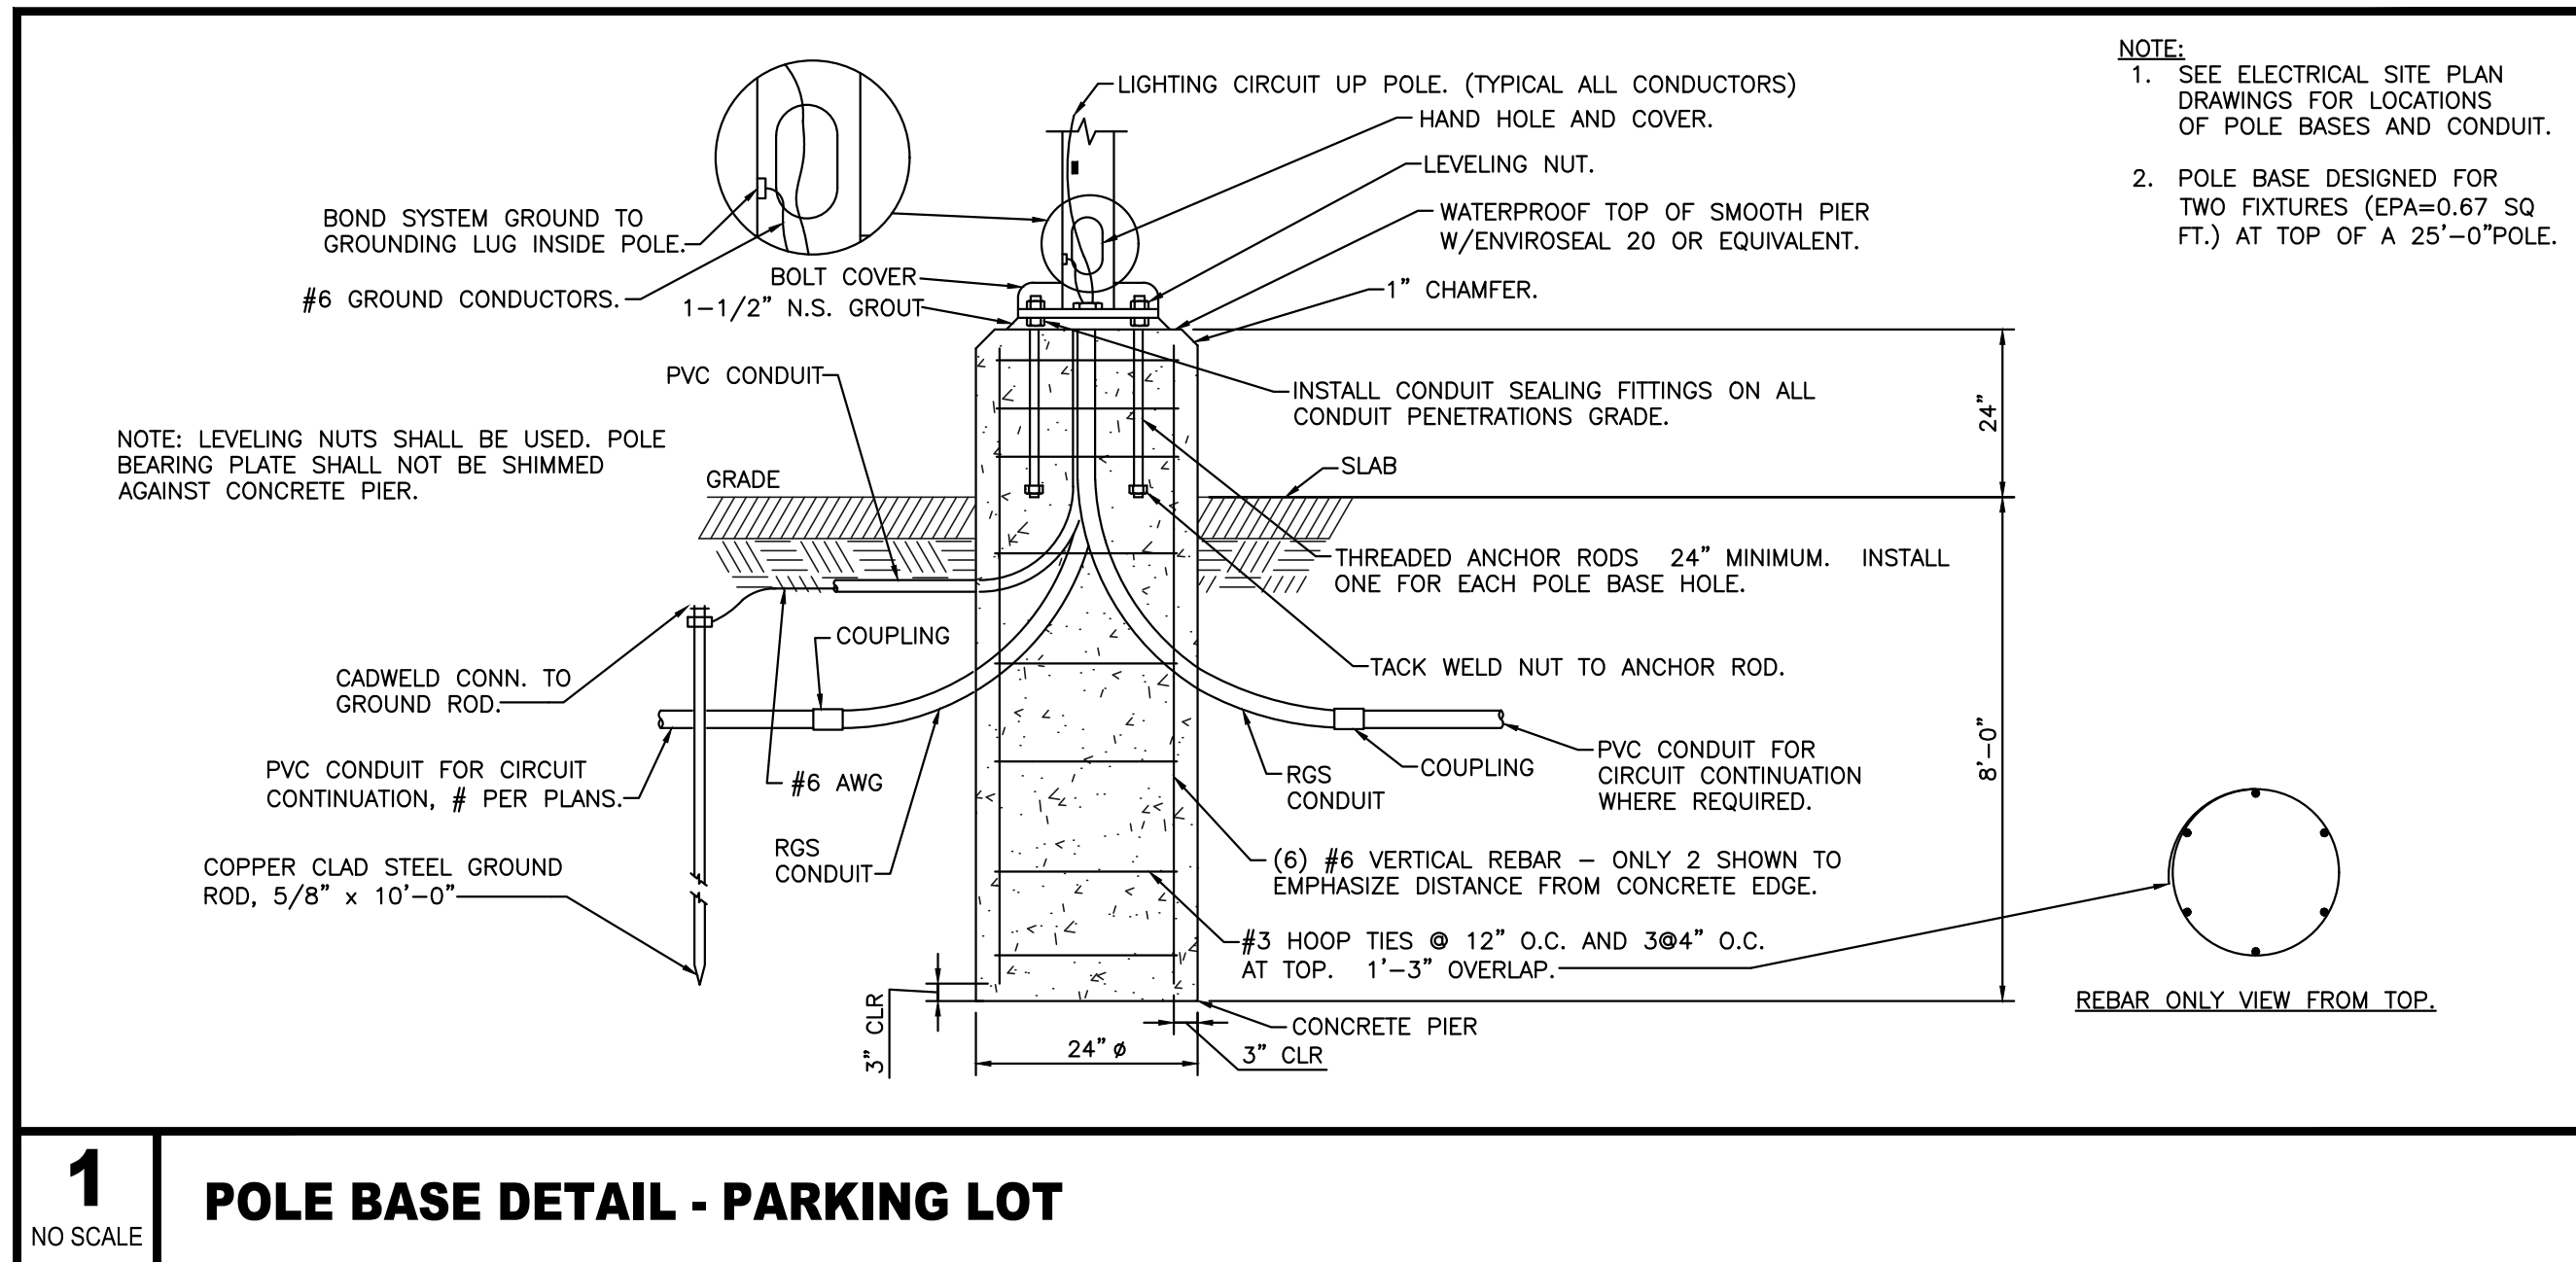 NOTE:
1. SEE ELECTRICAL SITE PLAN
DRAWINGS FOR LOCATIONS
OF POLE BASES AND CONDUIT.
2. POLE BASE DESIGNED FOR
TWO FIXTURES (EPA=0.67 SQ
FT.) AT TOP OF A 25'-0"POLE.
LIGHTING CIRCUIT UP POLE. (TYPICAL ALL CONDUCTORS)
HAND HOLE AND COVER.
LEVELING NUT.
WATERPROOF TOP OF SMOOTH PIER
W/ENVIROSEAL 20 OR EQUIVALENT.
1" CHAMFER.
BOND SYSTEM GROUND TO
GROUNDING LUG INSIDE POLE.
#6 GROUND CONDUCTORS.
BOLT COVER
1-1/2" N.S. GROUT
PVC CONDUIT
INSTALL CONDUIT SEALING FITTINGS ON ALL
CONDUIT PENETRATIONS GRADE.
24"
NOTE: LEVELING NUTS SHALL BE USED. POLE
BEARING PLATE SHALL NOT BE SHIMMED
AGAINST CONCRETE PIER.
GRADE
SLAB
THREADED ANCHOR RODS 24" MINIMUM. INSTALL
ONE FOR EACH POLE BASE HOLE.
COUPLING
TACK WELD NUT TO ANCHOR ROD.
CADWELD CONN. TO
GROUND ROD.
8'-0"
PVC CONDUIT FOR CIRCUIT
CONTINUATION, # PER PLANS.
#6 AWG
RGS
CONDUIT
COUPLING
PVC CONDUIT FOR
CIRCUIT CONTINUATION
WHERE REQUIRED.
RGS
CONDUIT
COPPER CLAD STEEL GROUND
ROD, 5/8" x 10'-0"
(6) #6 VERTICAL REBAR - ONLY 2 SHOWN TO
EMPHASIZE DISTANCE FROM CONCRETE EDGE.
#3 HOOP TIES @ 12" O.C. AND 3@4" O.C.
AT TOP. 1'-3" OVERLAP.
REBAR ONLY VIEW FROM TOP.
3" CLR
24"ø
CONCRETE PIER
3" CLR
1
NO SCALE
POLE BASE DETAIL - PARKING LOT